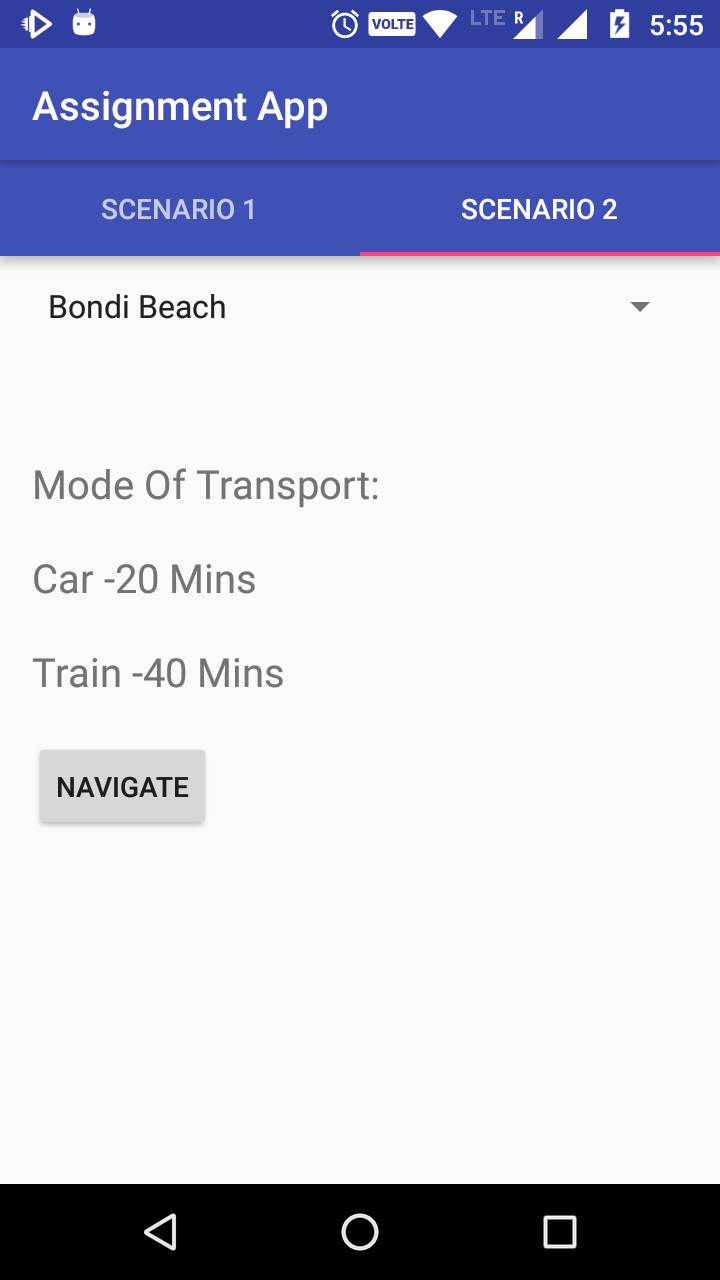 VOLTE LTE R 5:55
Assignment App
SCENARIO 1 SCENARIO 2
Bondi Beach
Mode Of Transport:
Car -20 Mins
Train -40 Mins
NAVIGATE